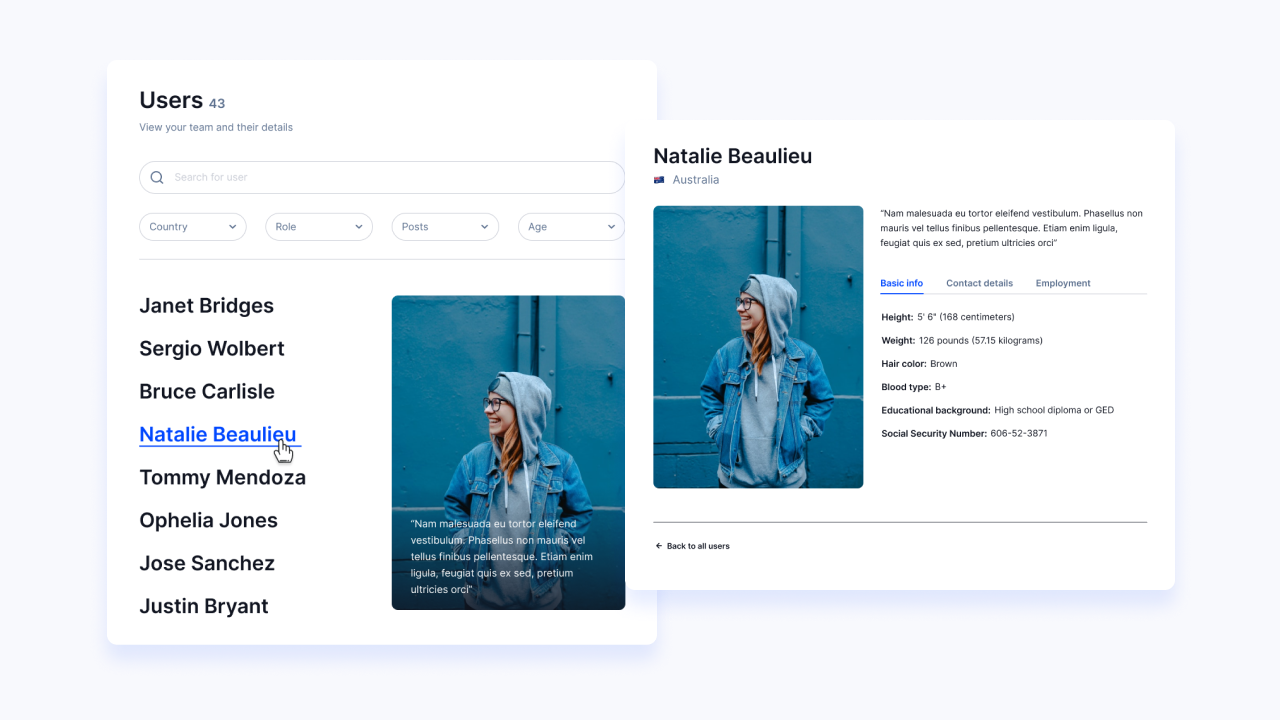 Users 43
View your team and their details
Search for user
Country
Role
Posts
Age
Janet Bridges
Sergio Wolbert
Bruce Carlisle
Natalie Beaulieu
Tommy Mendoza
Ophelia Jones
Jose Sanchez
Justin Bryant
“Nam malesuada eu tortor eleifend
vestibulum. Phasellus non mauris vel
tellus finibus pellentesque. Etiam enim
ligula, feugiat quis ex sed, pretium
ultricies orci”
Natalie Beaulieu
Australia
“Nam malesuada eu tortor eleifend vestibulum. Phasellus non
mauris vel tellus finibus pellentesque. Etiam enim ligula,
feugiat quis ex sed, pretium ultricies orci”
Basic info
Contact details
Employment
Height: 5' 6" (168 centimeters)
Weight: 126 pounds (57.15 kilograms)
Hair color: Brown
Blood type: B+
Educational background: High school diploma or GED
Social Security Number: 606-52-3871
Back to all users